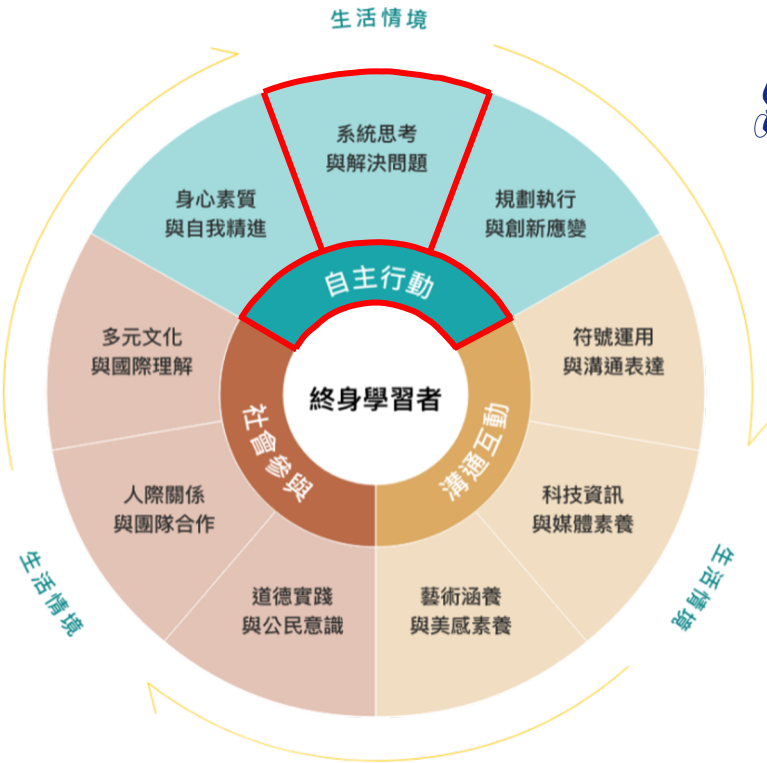 生活情境
系統思考
與解決問題
身心素質
與自我精進
規劃執行
與創新應變
自主行動
多元文化
與國際理解
符號運用
與溝通表達
終身學習者
社會參與
溝通互動
人際關係
與團隊合作
科技資訊
與媒體素養
道德實踐
與公民意識
藝術涵養
與美感素養
生活情境
生活情境